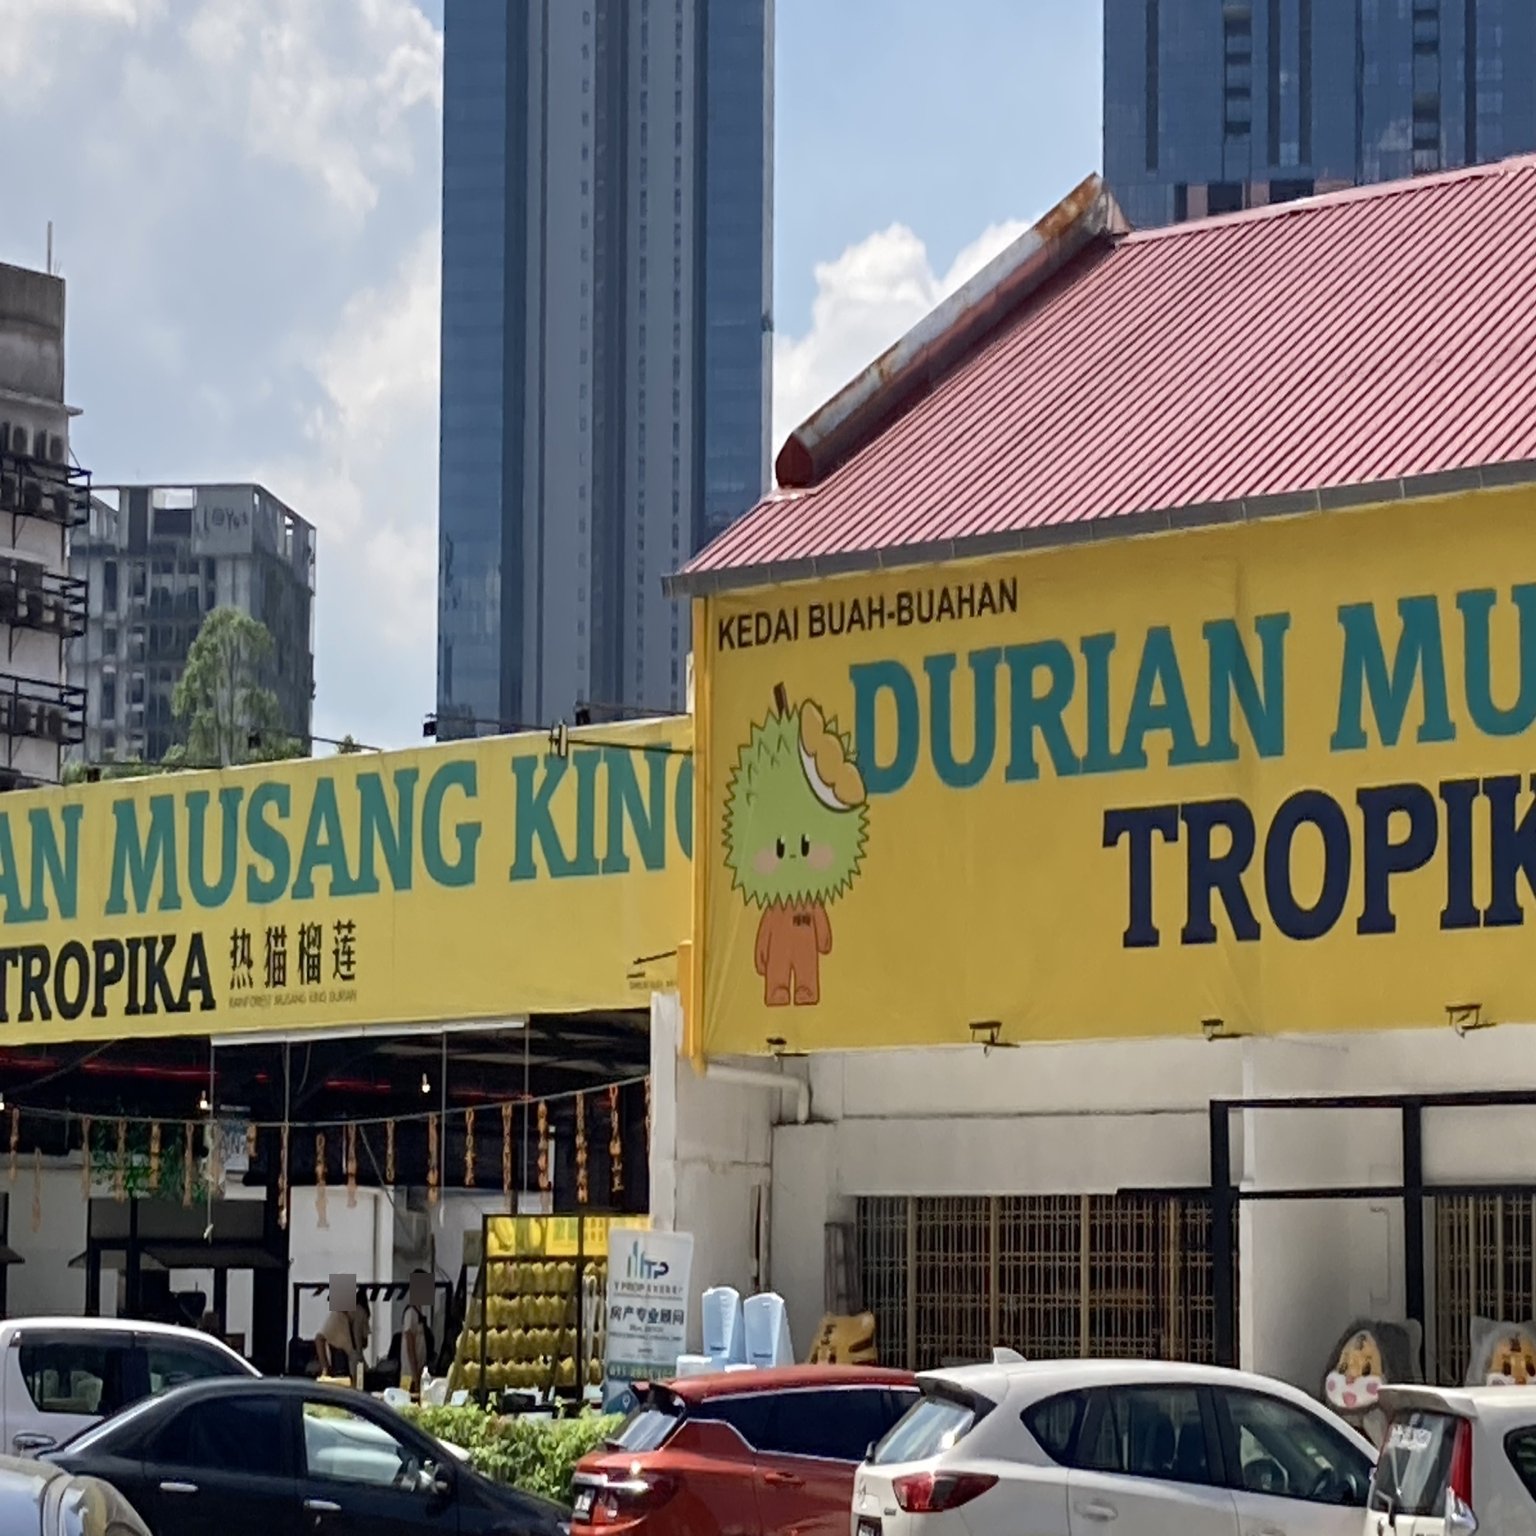 KEDAI BUAH-BUAHAN
DURIAN MU
TROPIK
AN MUSANG KING
TROPIKA 热猫榴莲
RAINFOREST MUSANG KING DURIAN
TP
房产专业顾问